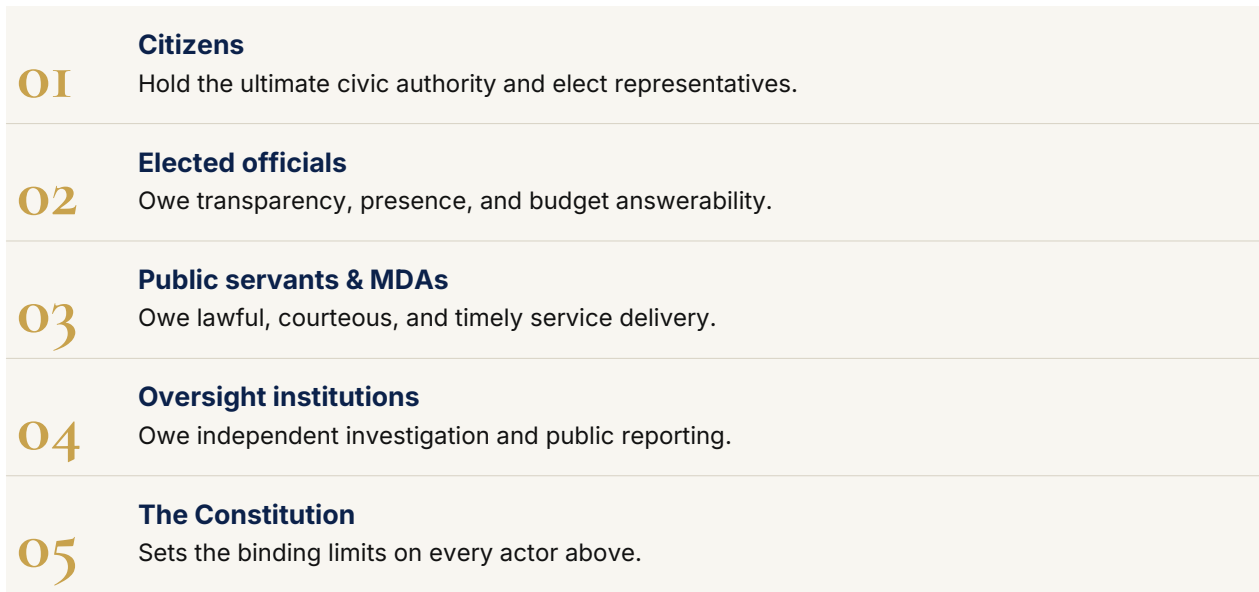 01
Citizens
Hold the ultimate civic authority and elect representatives.
02
Elected officials
Owe transparency, presence, and budget answerability.
03
Public servants & MDAs
Owe lawful, courteous, and timely service delivery.
04
Oversight institutions
Owe independent investigation and public reporting.
05
The Constitution
Sets the binding limits on every actor above.